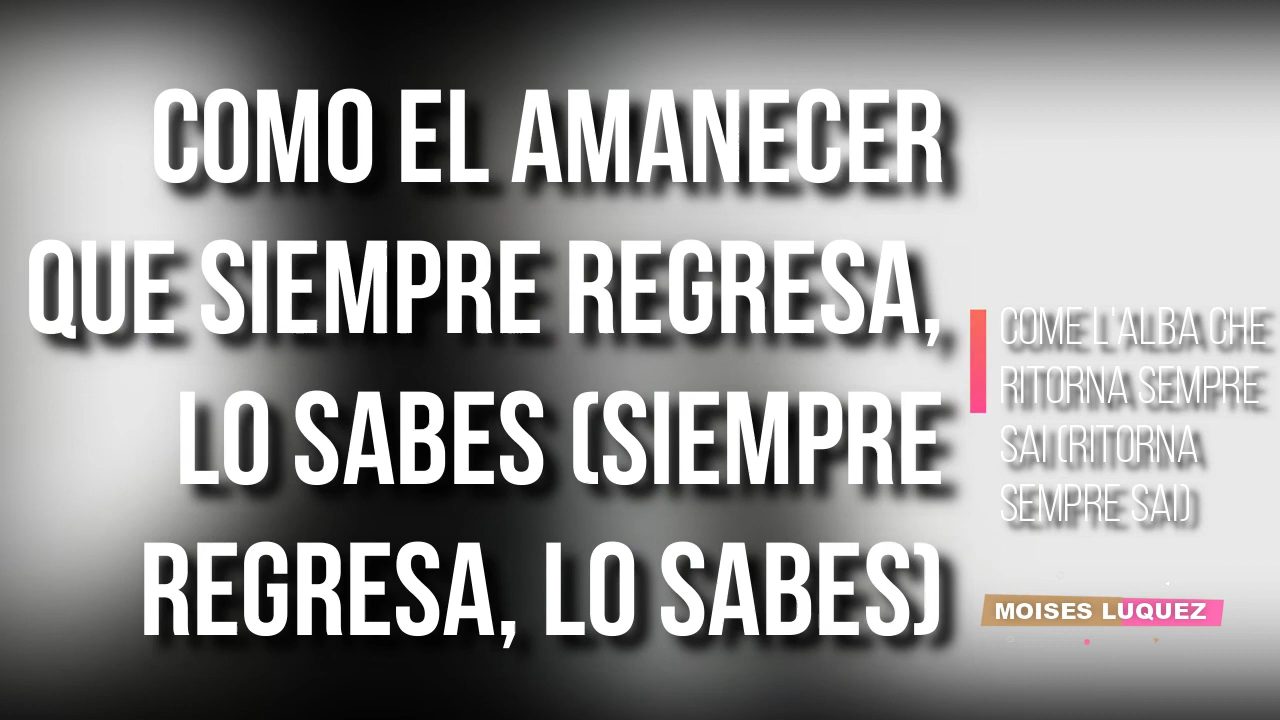 COMO EL AMANECER
QUE SIEMPRE REGRESA,
LO SABES (SIEMPRE
REGRESA, LO SABES)
COME L'ALBA CHE
RITORNA SEMPRE
SAI (RITORNA
SEMPRE SAI)
MOISES LUQUEZ